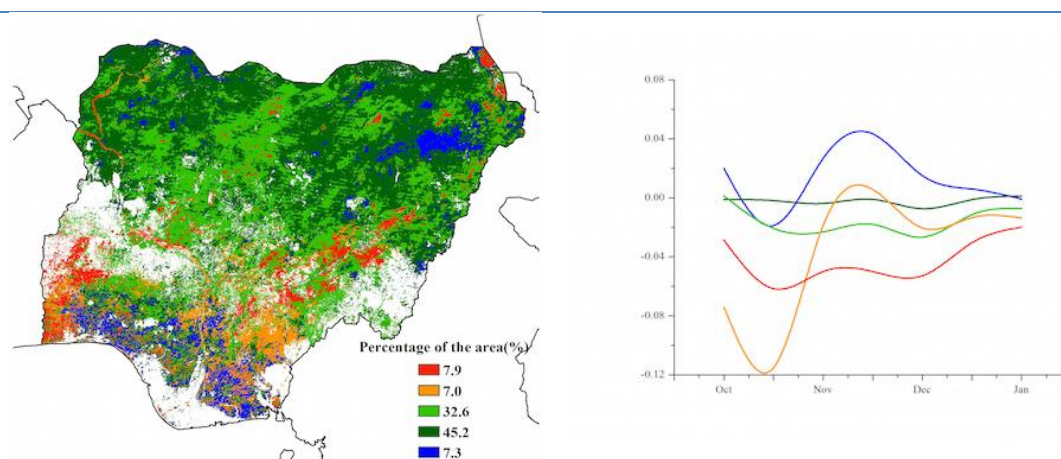 Percentage of the area(%)
7.9
7.0
32.6
45.2
7.3
0.08
0.04
0.00
-0.04
-0.08
-0.12
Oct
Nov
Dec
Jan